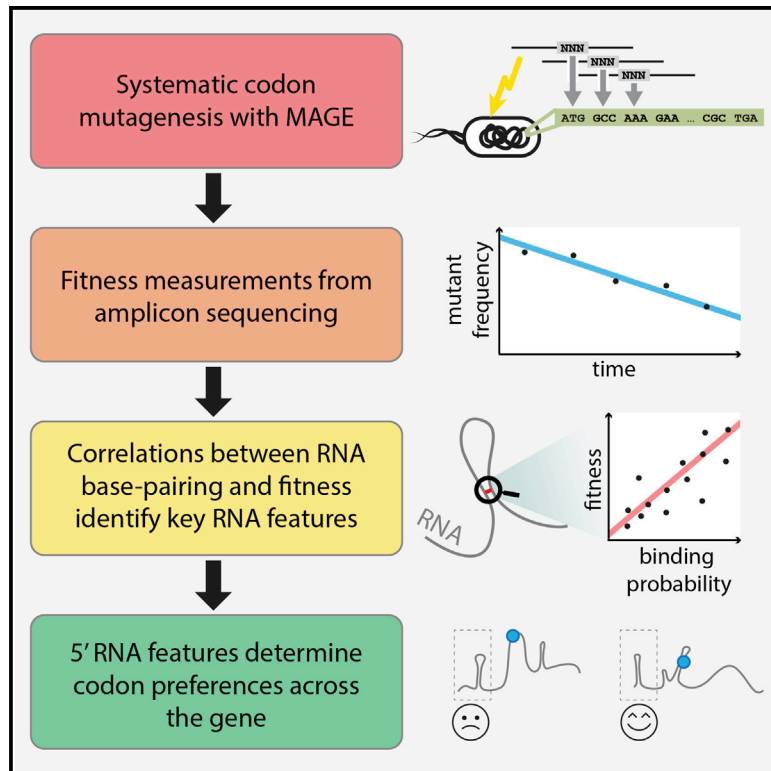 Systematic codon
mutagenesis with MAGE
NNN
NNN
NNN
ATG GCC AAA GAA ... CGC TGA
Fitness measurements from
amplicon sequencing
mutant
frequency
time
Correlations between RNA
base-pairing and fitness
identify key RNA features
RNA
fitness
binding
probability
5' RNA features determine
codon preferences across
the gene